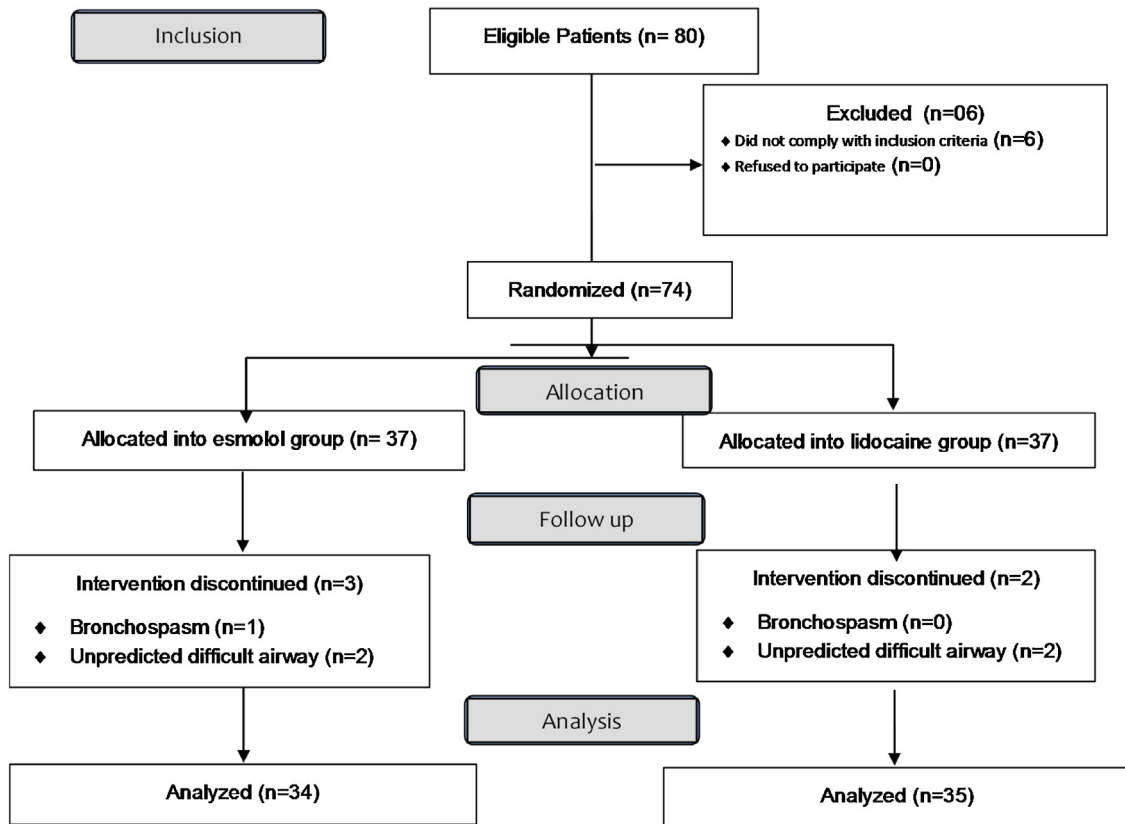 Inclusion
Eligible Patients (n= 80)
Excluded (n=06)
♦ Did not comply with inclusion criteria (n=6)
♦ Refused to participate (n=0)
Randomized (n=74)
Allocation
Allocated into esmolol group (n= 37)
Allocated into lidocaine group (n=37)
Follow up
Intervention discontinued (n=3)
♦ Bronchospasm (n=1)
♦ Unpredicted difficult airway (n=2)
Intervention discontinued (n=2)
♦ Bronchospasm (n=0)
♦ Unpredicted difficult airway (n=2)
Analysis
Analyzed (n=34)
Analyzed (n=35)